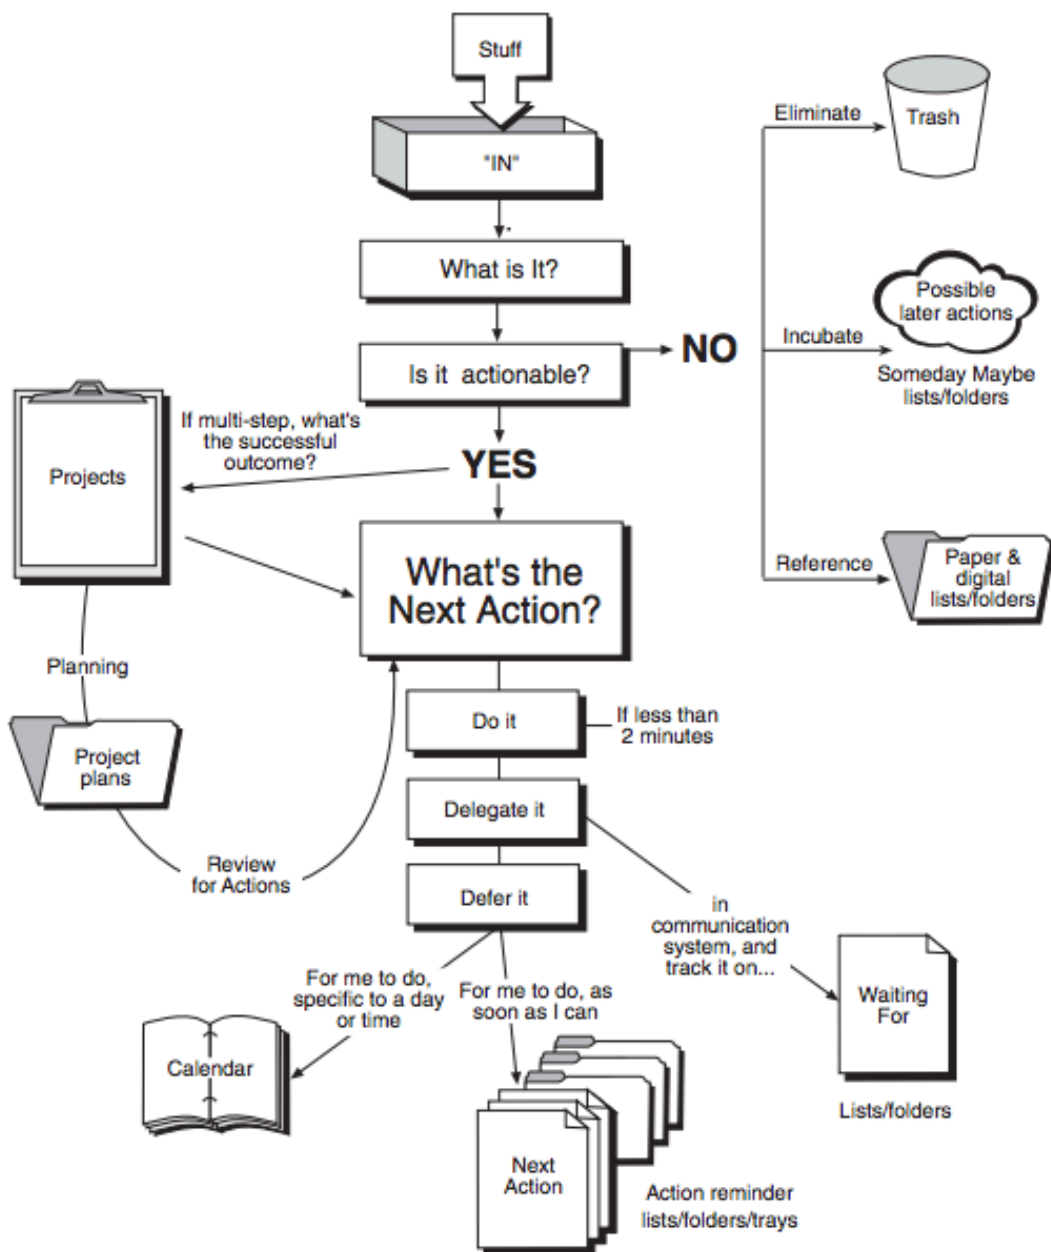 Stuff
"IN"
What is It?
Is it actionable?
NO
Eliminate
Trash
Incubate
Possible
later actions
Someday Maybe
lists/folders
Reference
Paper &
digital
lists/folders
YES
If multi-step, what's
the successful
outcome?
Projects
Planning
Project
plans
Review
for Actions
What's the
Next Action?
Do it
If less than
2 minutes
Delegate it
in
communication
system, and
track it on...
Waiting
For
Lists/folders
Defer it
For me to do,
specific to a day
or time
Calendar
For me to do, as
soon as I can
Next
Action
Action reminder
lists/folders/trays